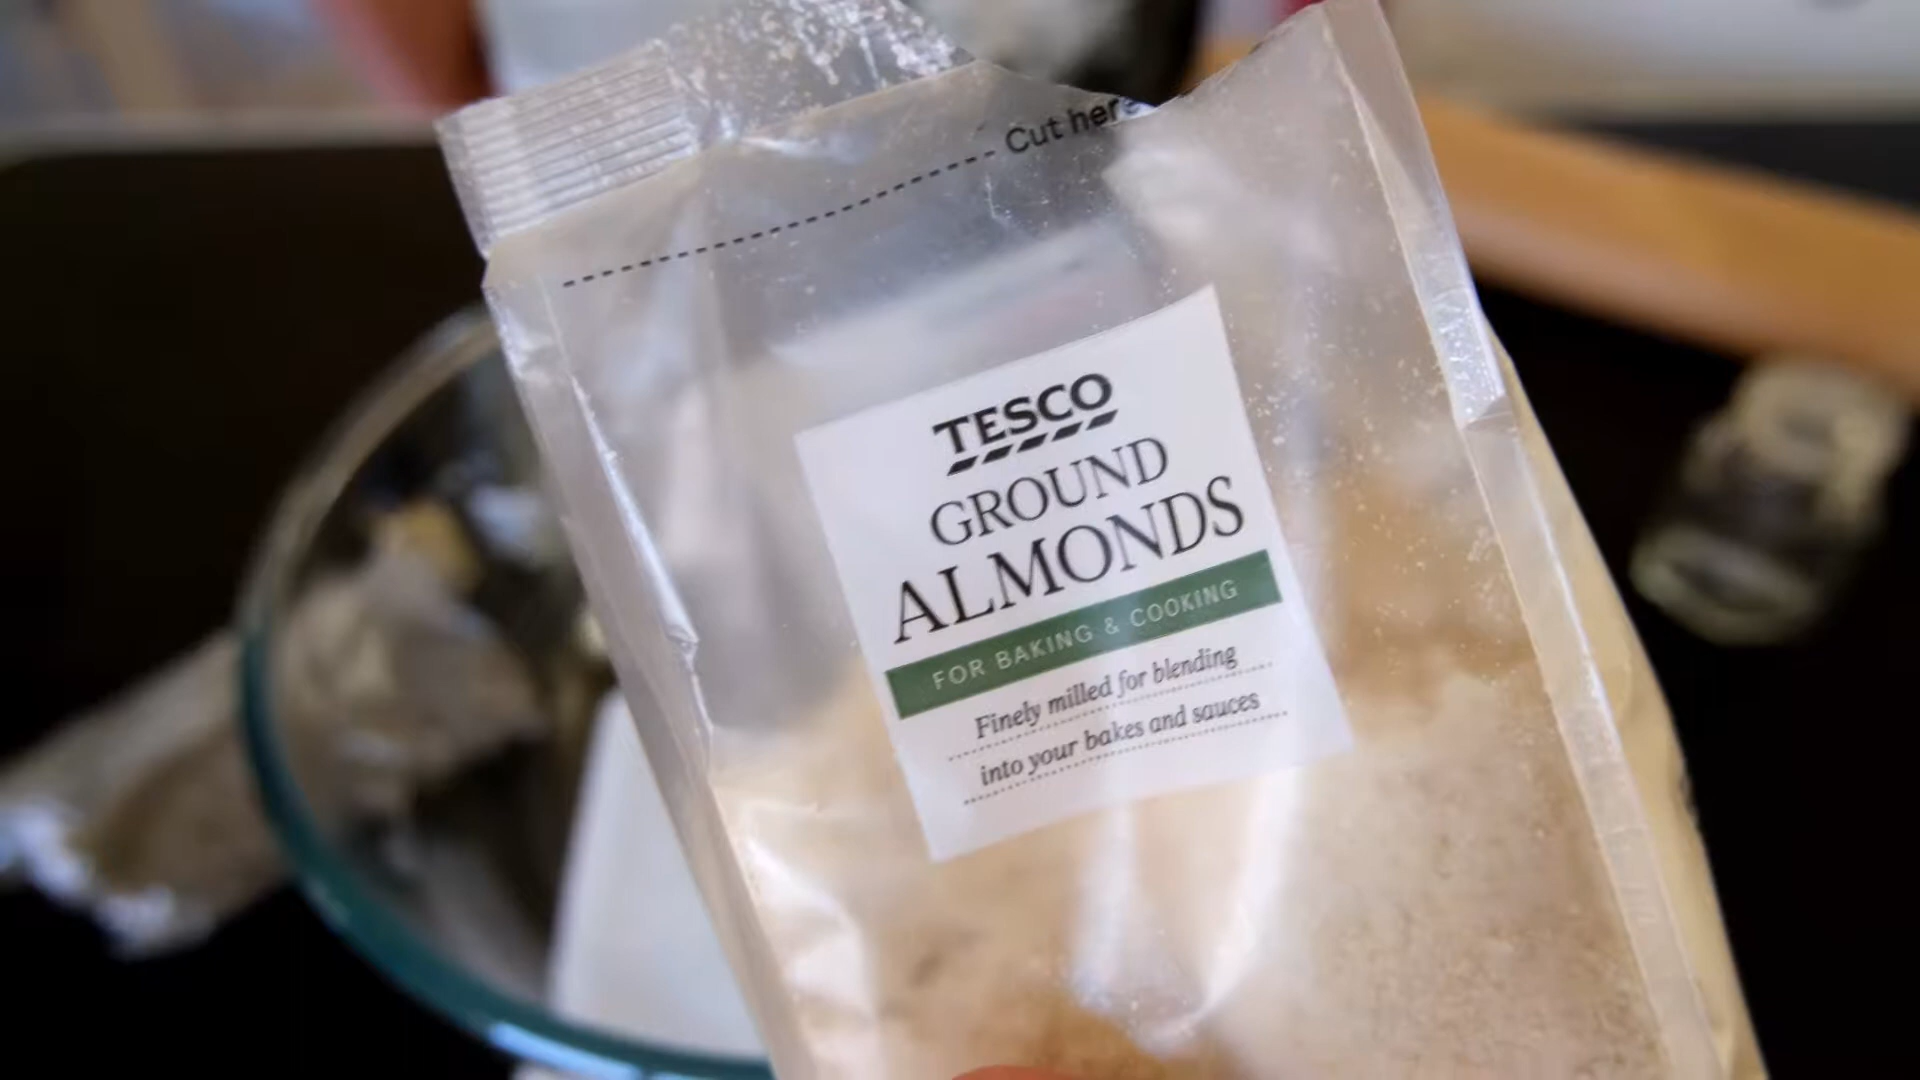 Cut here
TESCO
GROUND
ALMONDS
FOR BAKING & COOKING
Finely milled for blending
into your bakes and sauces